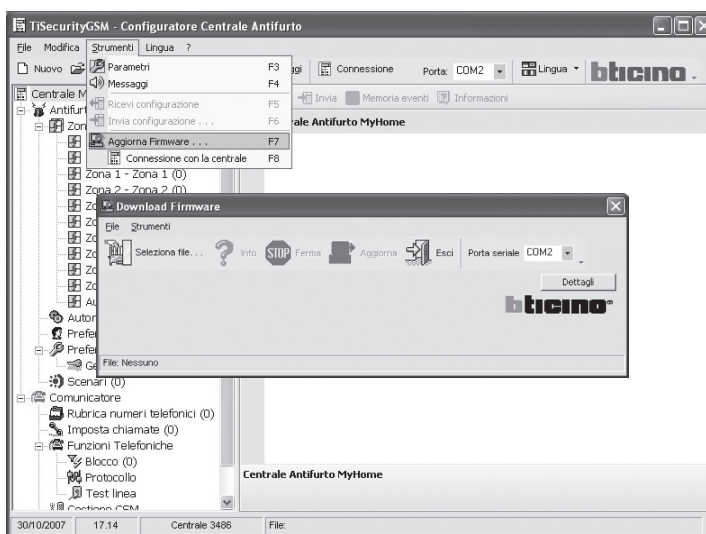 TiSecurityGSM - Configuratore Centrale Antifurto
File Modifica Strumenti Lingua ?
Nuovo Connessione Porta: COM2 Lingua bticino
Parametri F3
Messaggi F4
Ricevi configurazione F5
Invia configurazione . . . F6
Aggiorna Firmware . . . F7
Connessione con la centrale F8
Invia Memoria eventi Informazioni
Centrale Antifurto MyHome
Zona 1 - Zona 1 (0)
Zona 2 - Zona 2 (0)
Download Firmware
File Strumenti
Seleziona file... Info STOP Ferma Aggiorna Esci Porta seriale COM2
Dettagli
bticino
File: Nessuno
Scenari (0)
Comunicatore
Rubrica numeri telefonici (0)
Imposta chiamate (0)
Funzioni Telefoniche
Blocco (0)
Protocollo
Test linea
Centrale Antifurto MyHome
30/10/2007 17.14 Centrale 3486 File: